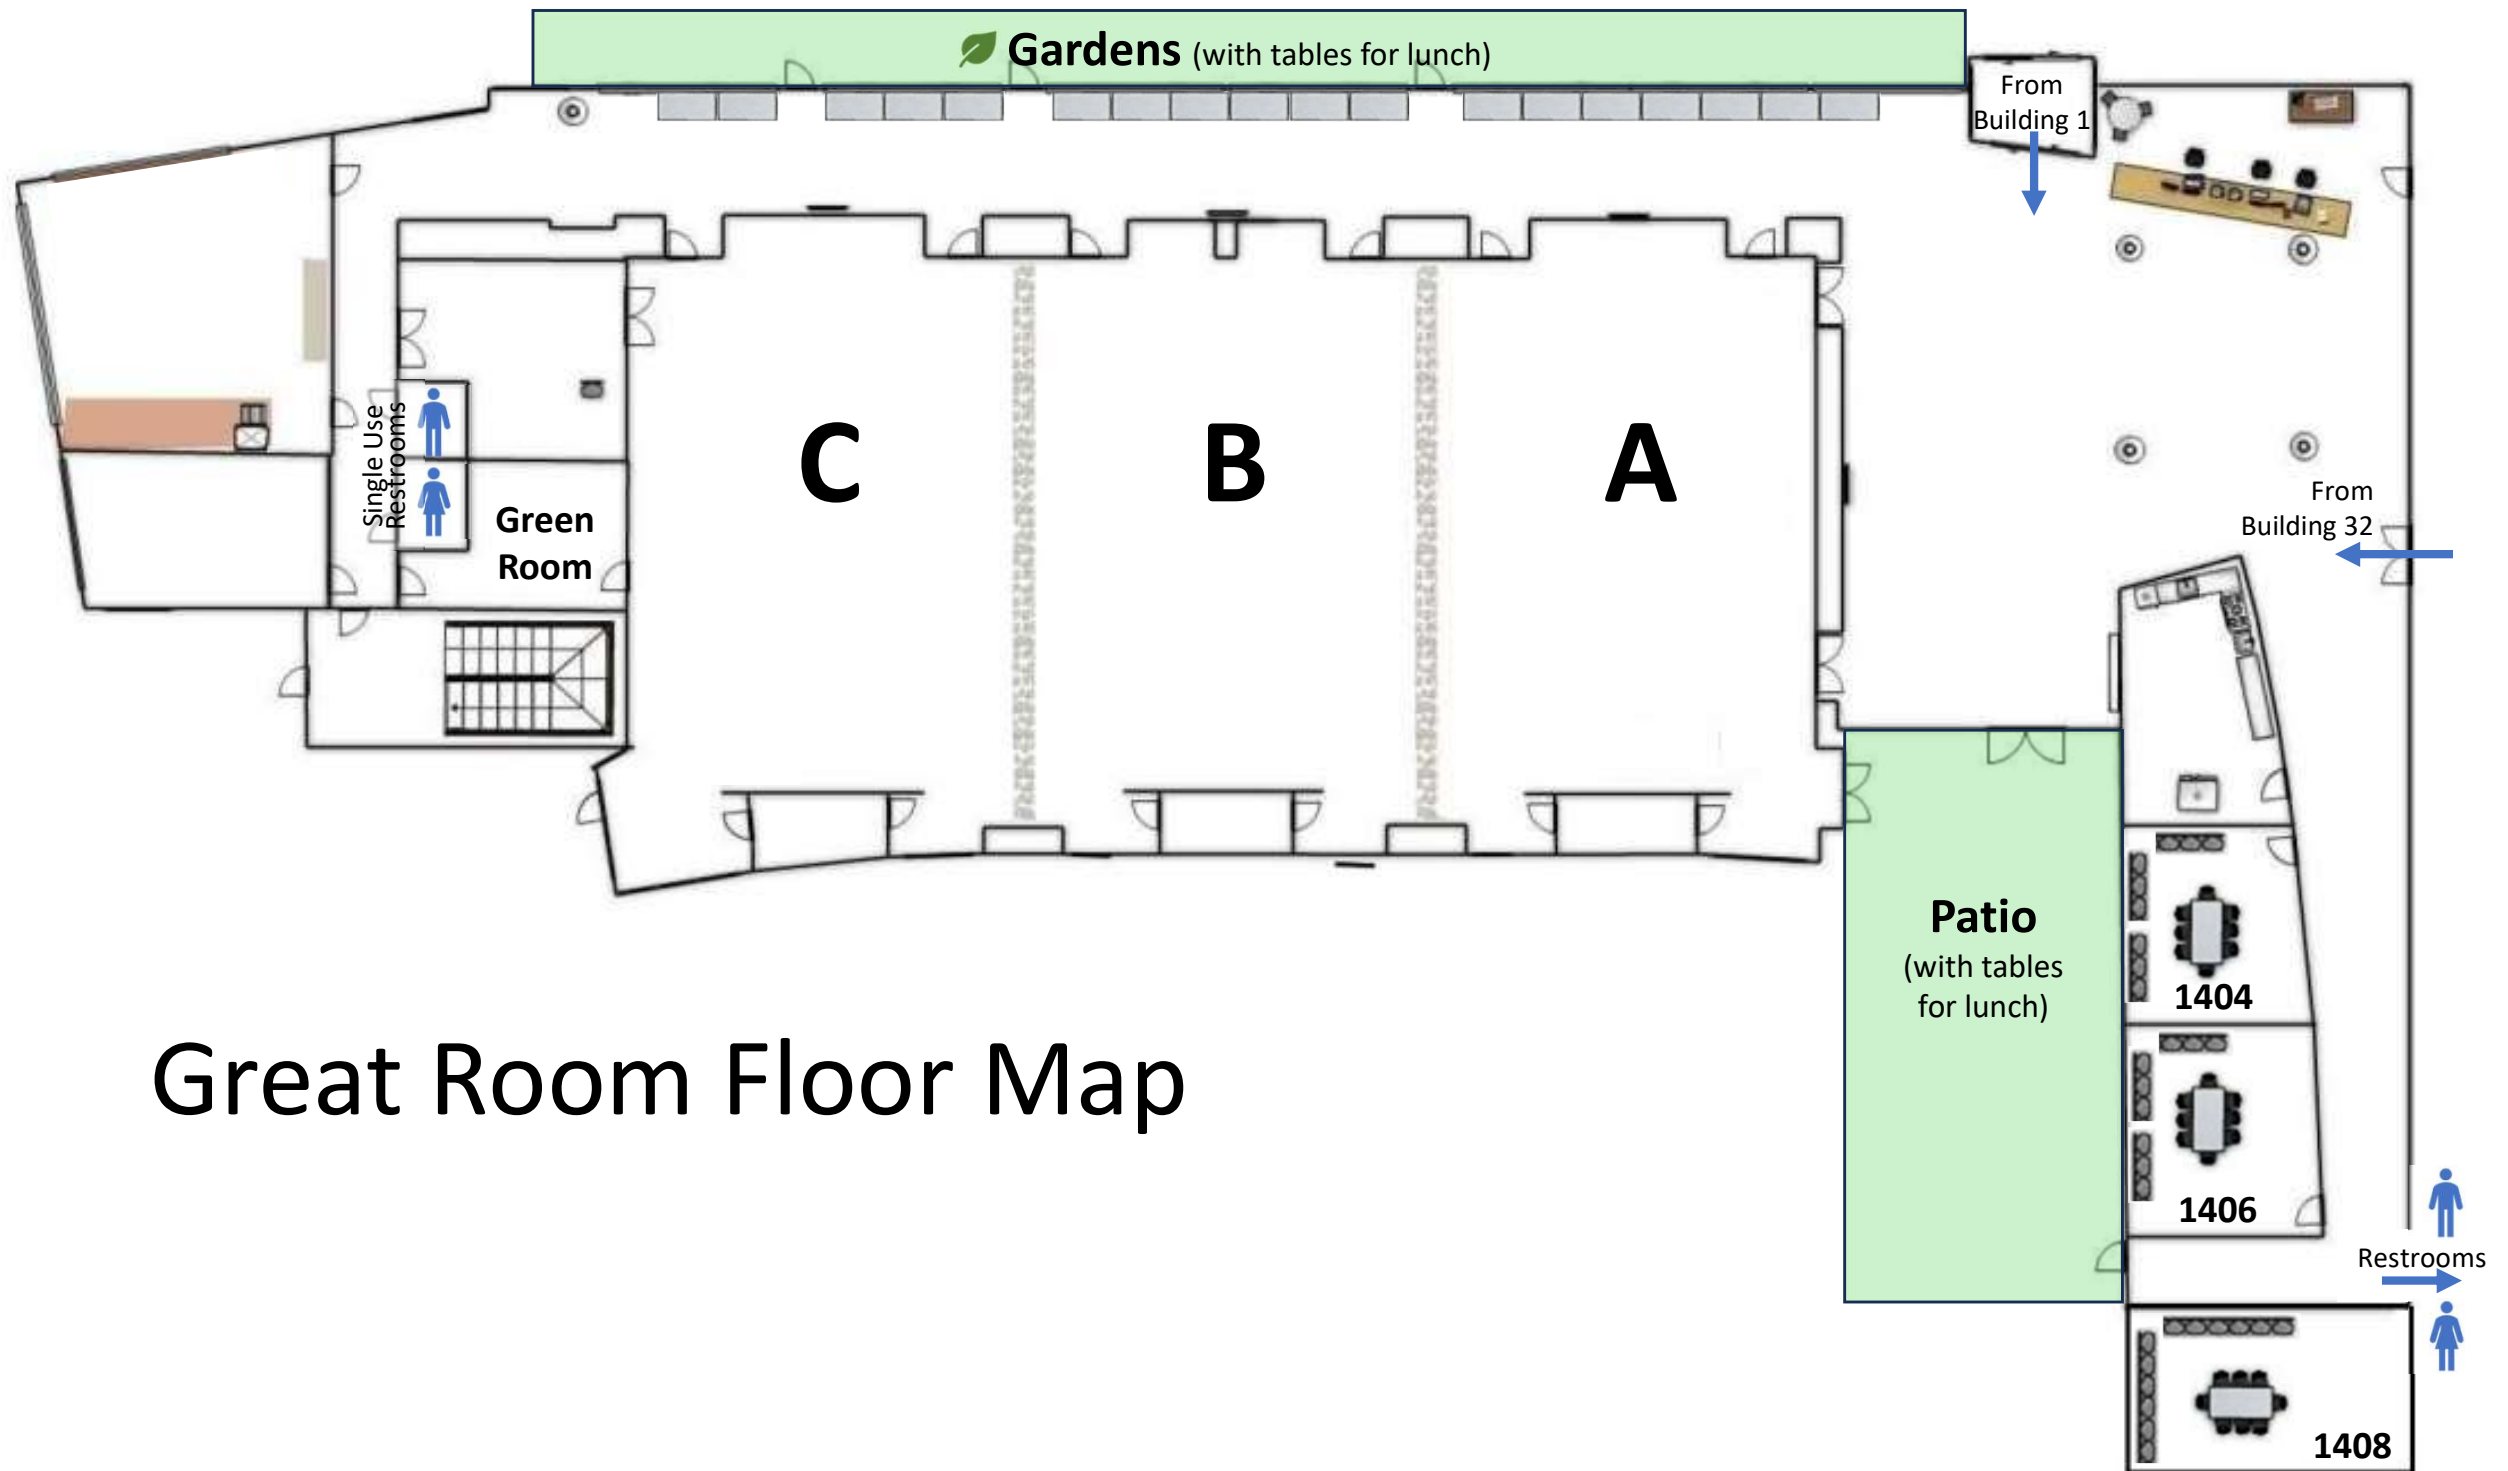 Gardens (with tables for lunch)
From
Building 1
Single Use
Restrooms
C
B
A
Green
Room
From
Building 32
Patio
(with tables
for lunch)
1404
Great Room Floor Map
1406
Restrooms
1408